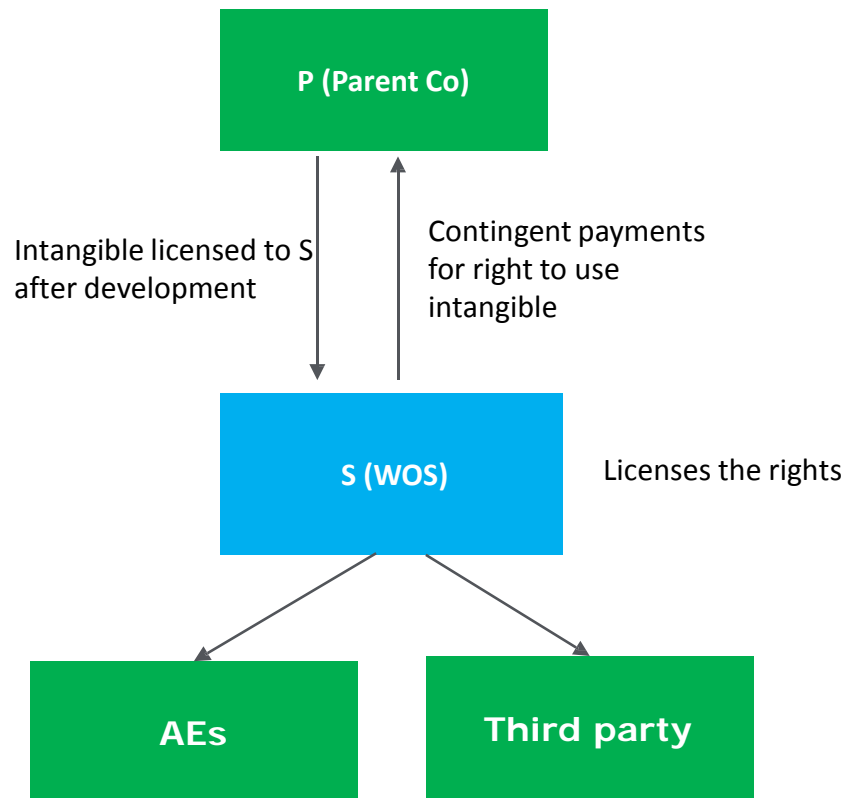 P (Parent Co)
Intangible licensed to S
after development
Contingent payments
for right to use
intangible
S (WOS)
Licenses the rights
AEs
Third party